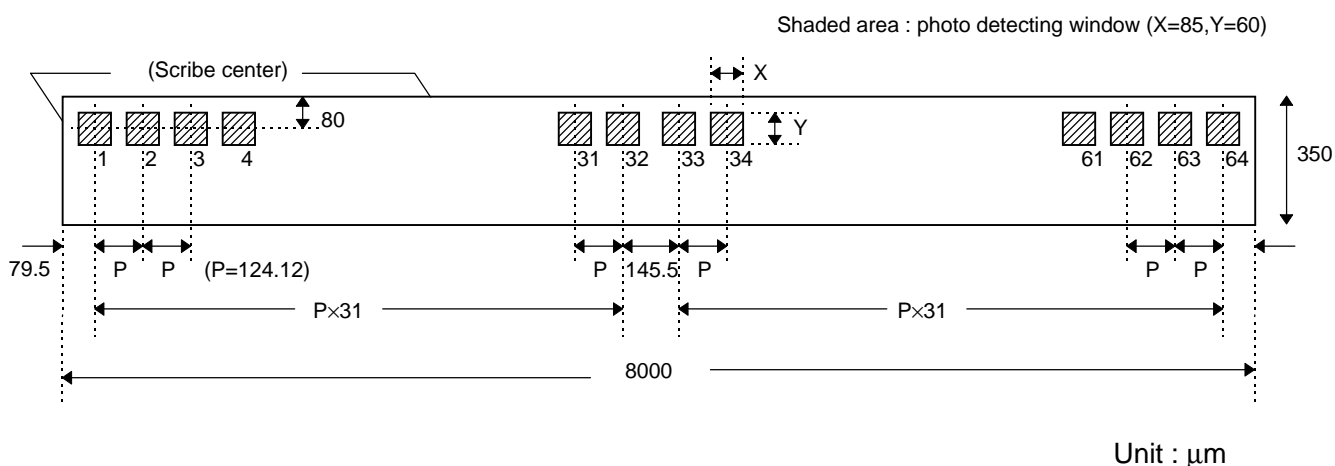 Shaded area : photo detecting window (X=85,Y=60)
(Scribe center)
X
80
Y
1 2 3 4 31 32 33 34 61 62 63 64
350
79.5 P P (P=124.12) P 145.5 P P P
P×31 P×31
8000
Unit : μm